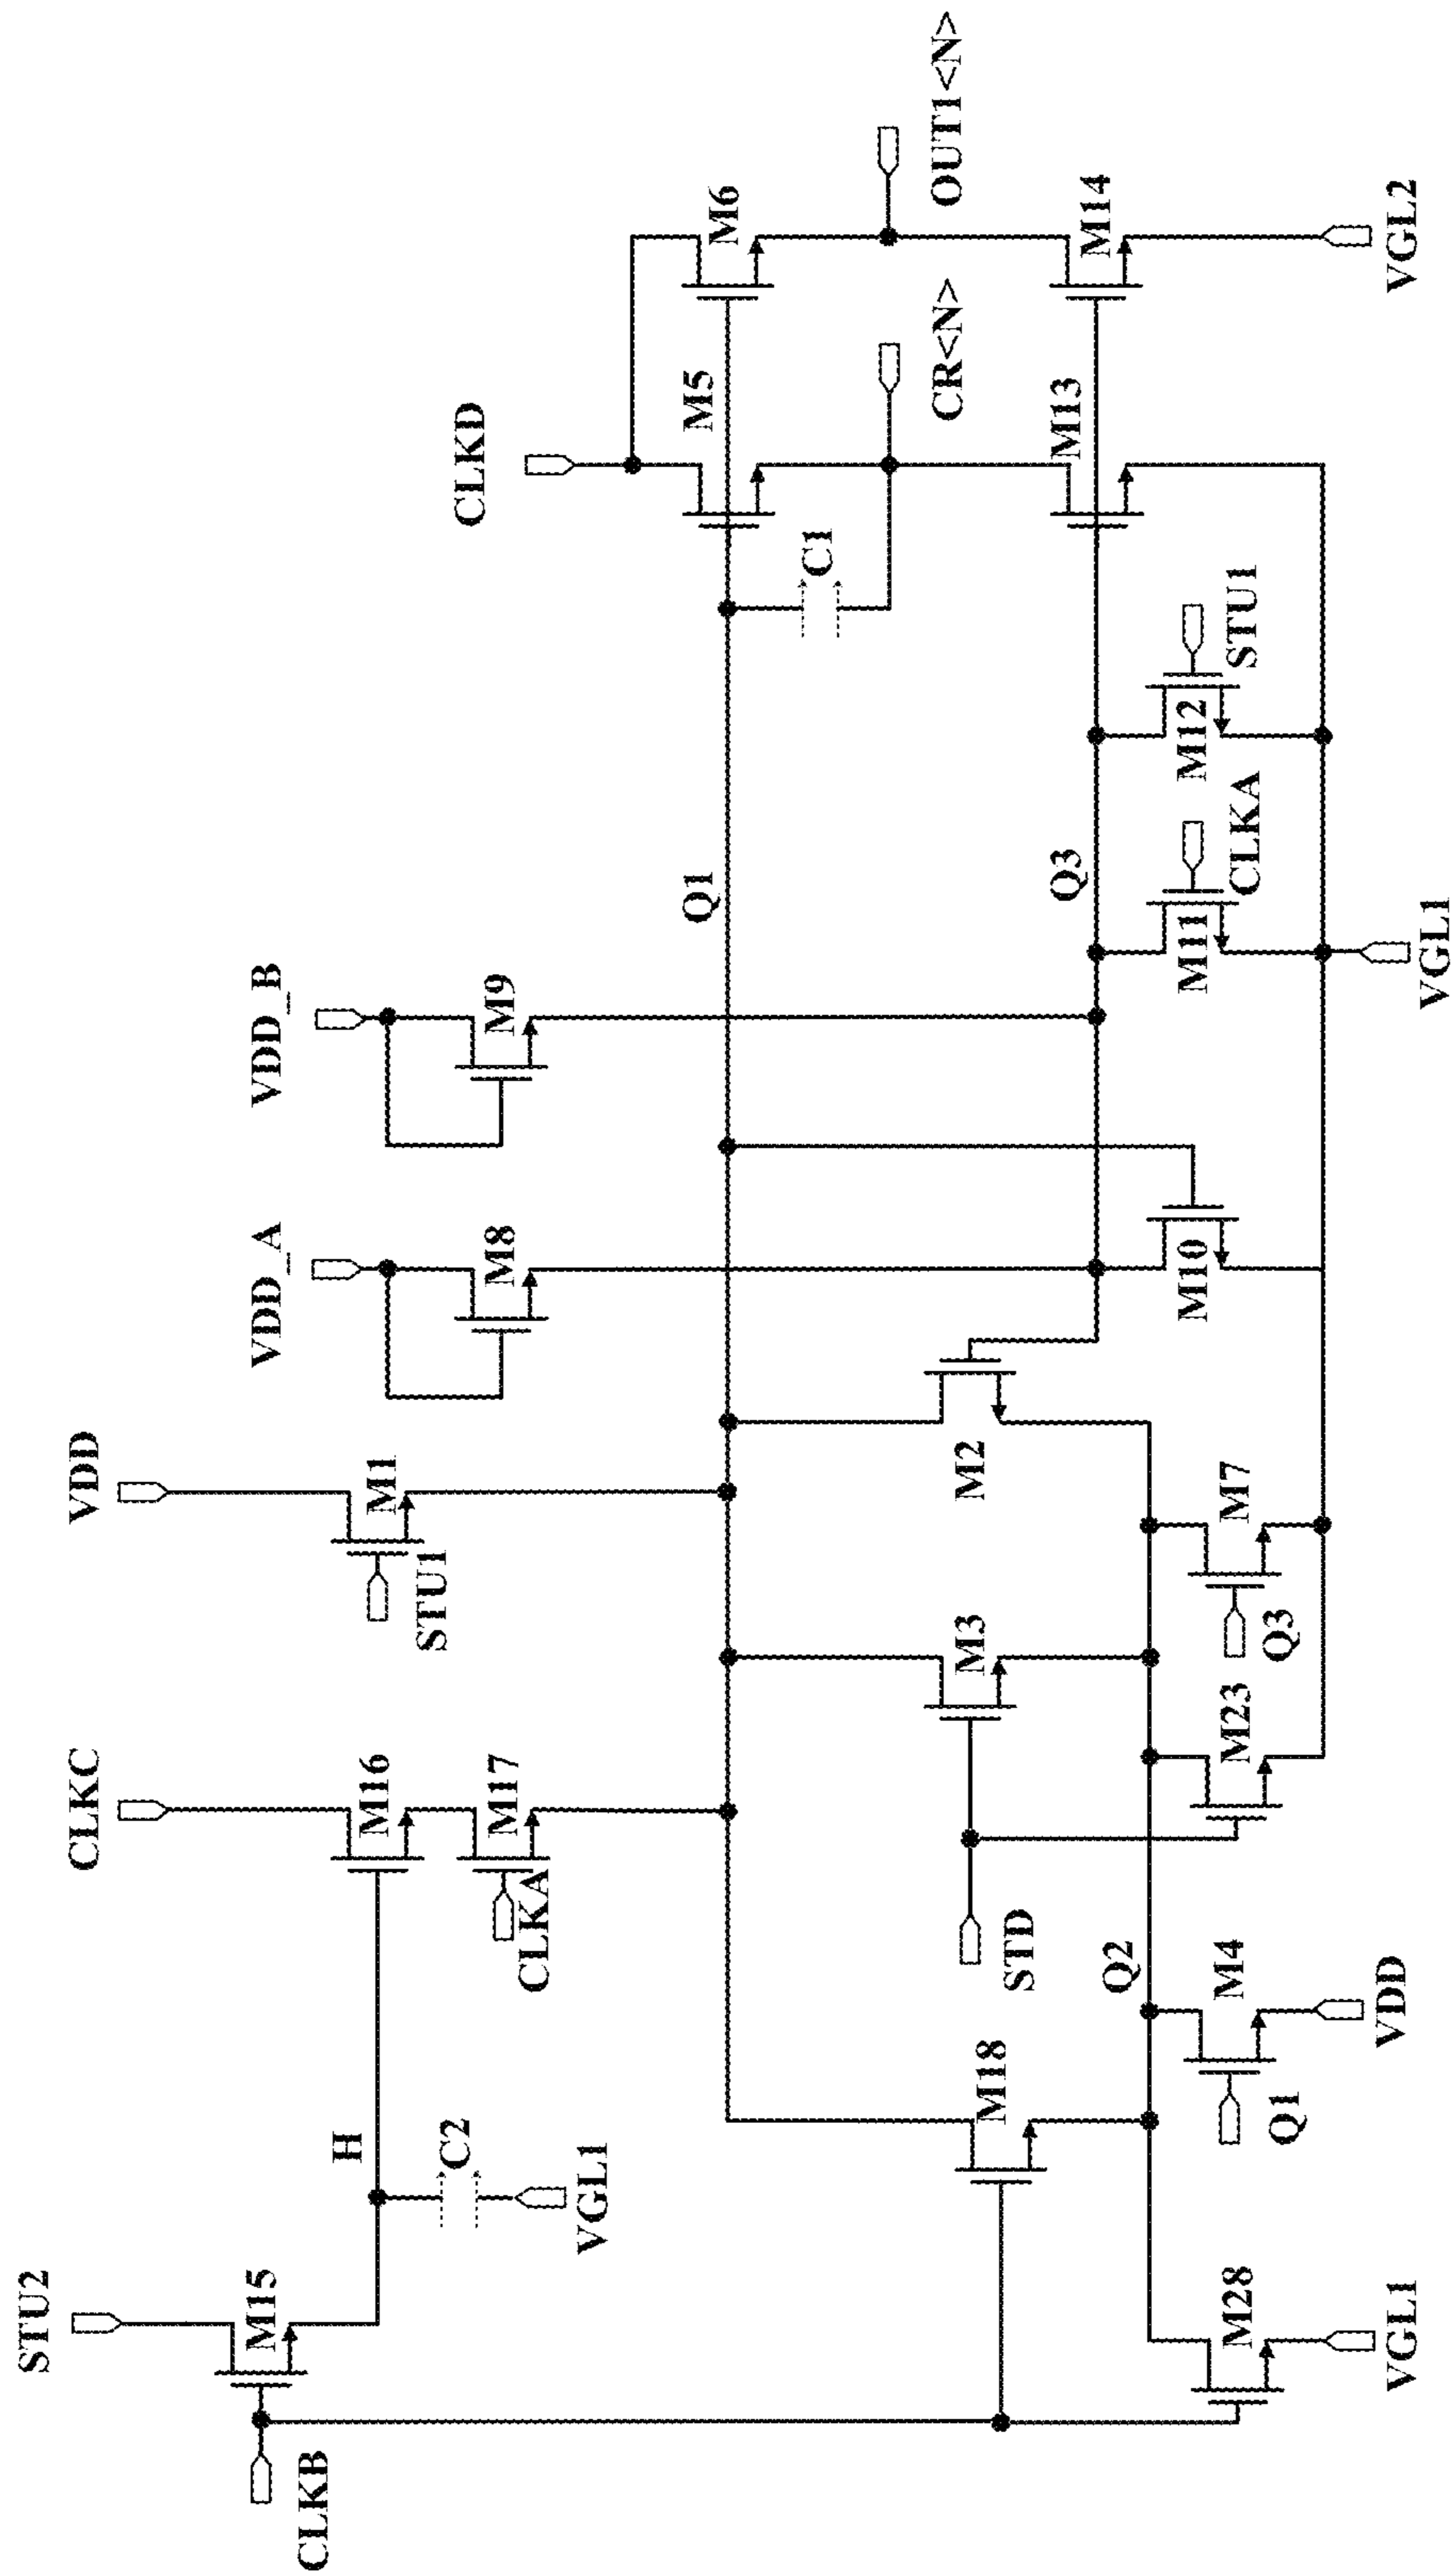 STU2
CLKC
VDD
VDD_A
VDD_B
CLKD
CLKB
M15
H
C2
VGL1
M16
M17
CLKA
M1
STU1
M8
M9
Q1
M5
M6
C1
CR<N>
OUT1<N>
M18
STD
M3
M2
Q3
M13
M14
Q2
M28
VGL1
Q1
M4
VDD
M23
Q3
M7
M10
M11
CLKA
M12
STU1
VGL1
VGL2